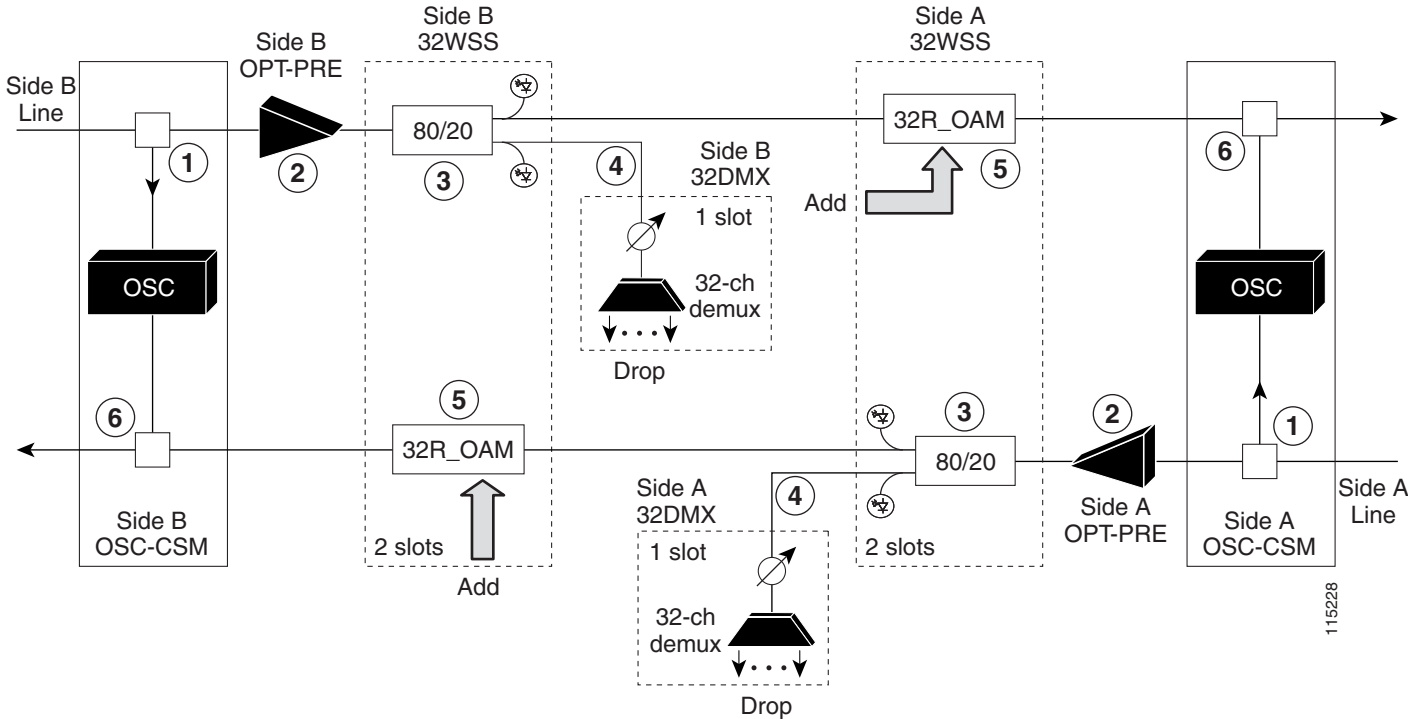 Side B
32WSS
Side A
32WSS
Side B
OPT-PRE
Side B
Line
80/20
32R_OAM
1
2
3
4
Side B
32DMX
5
6
Add
1 slot
OSC
32-ch
demux
OSC
Drop
6
5
3
2
1
32R_OAM
80/20
4
Side A
32DMX
Side A
OPT-PRE
Side A
Line
Side B
OSC-CSM
2 slots
Add
1 slot
2 slots
Side A
OSC-CSM
32-ch
demux
Drop
115228